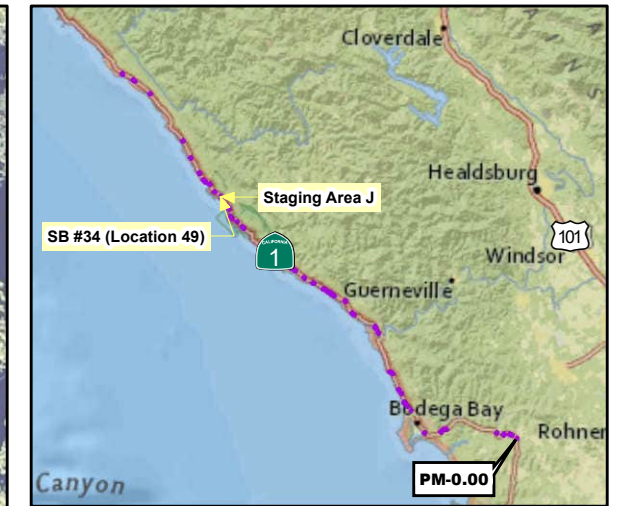 Cloverdale
A I N S
Healdsburg
Staging Area J
SB #34 (Location 49)
101
Windsor
CALIFORNIA
1
Guerneville
Bodega Bay
Rohner
PM-0.00
Canyon